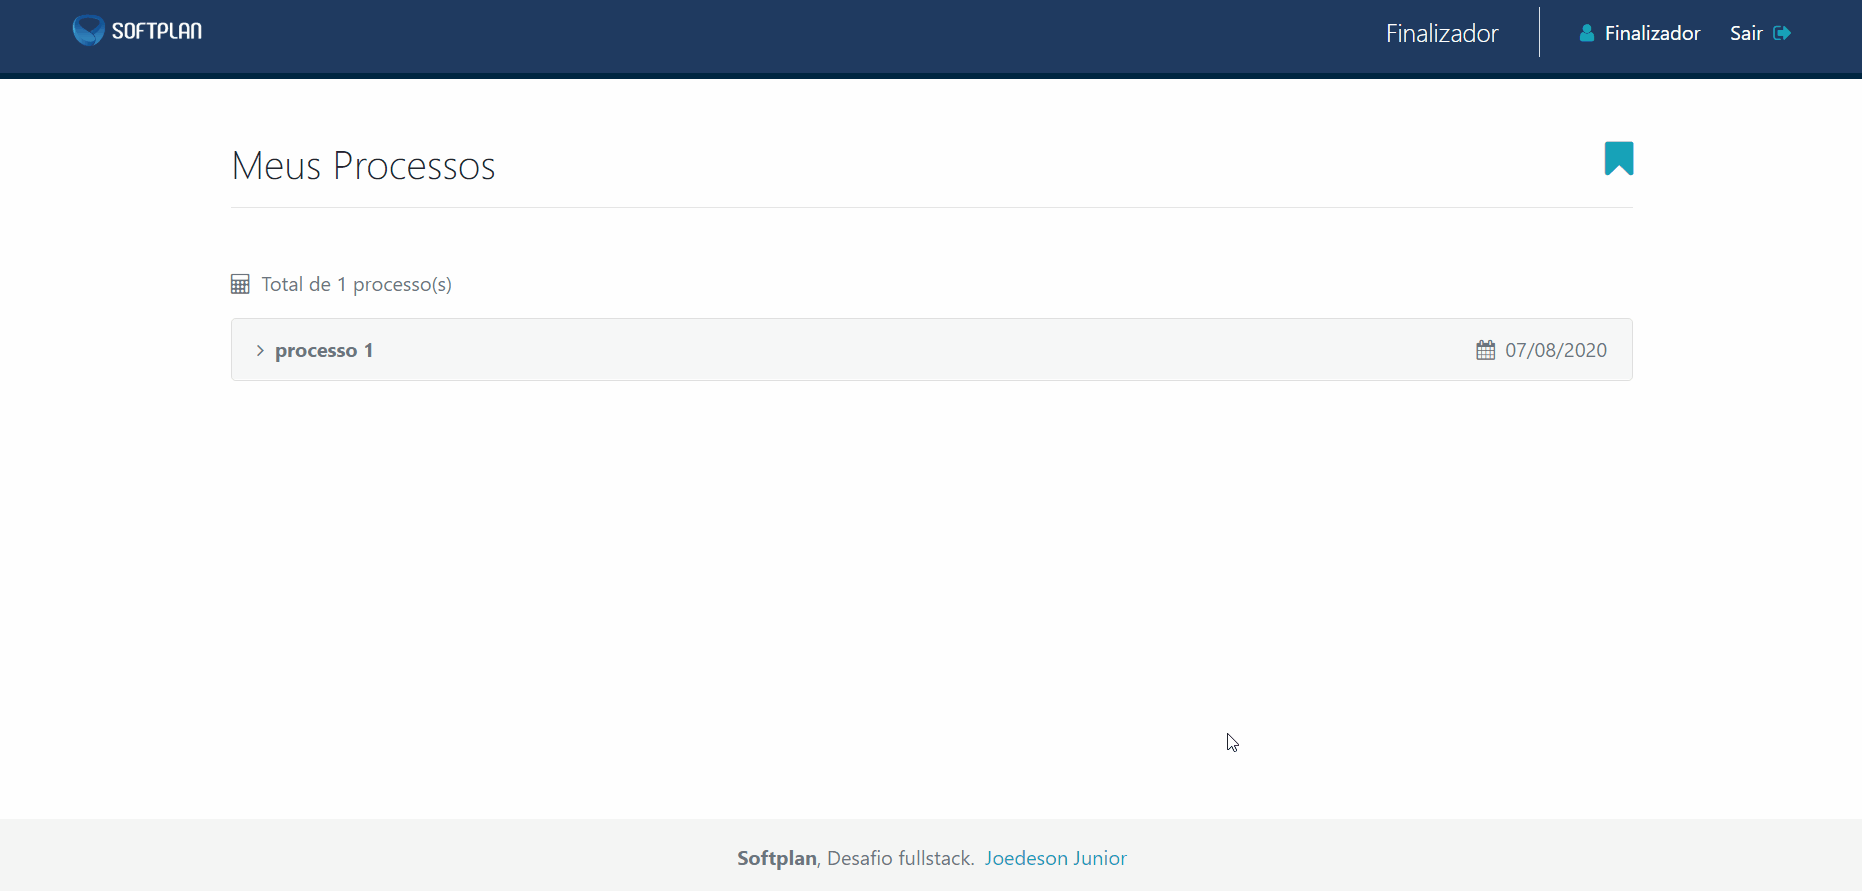 SOFTPLAN
Finalizador
Finalizador
Sair
Meus Processos
Total de 1 processo(s)
processo 1
07/08/2020
Softplan, Desafio fullstack. Joedeson Junior